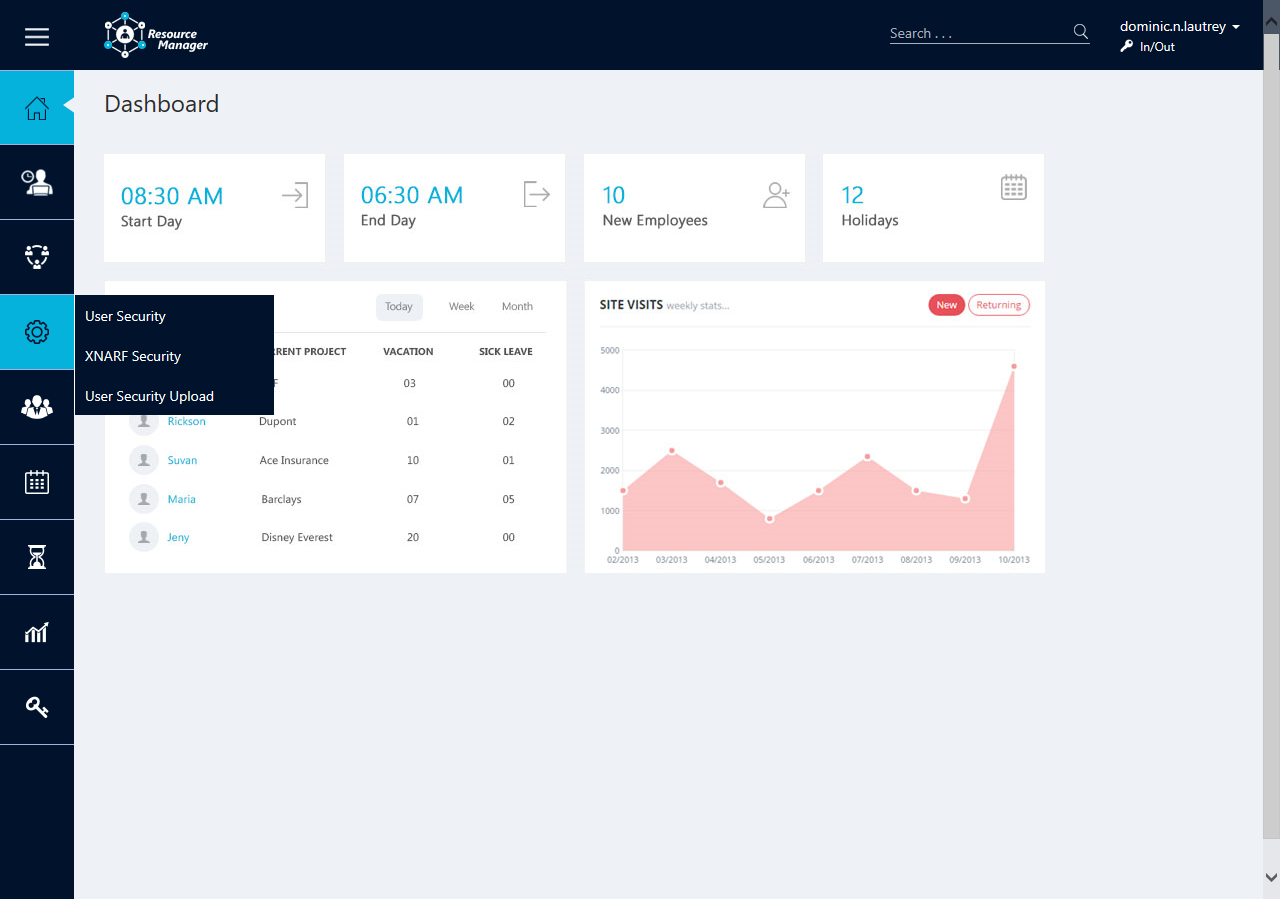 Resource
Manager
Search . . .
dominic.n.lautrey
In/Out
Dashboard
08:30 AM
Start Day
06:30 AM
End Day
10
New Employees
12
Holidays
User Security
XNARF Security
User Security Upload
Today Week Month
RENT PROJECT VACATION SICK LEAVE
F 03 00
Rickson Dupont 01 02
Suvan Ace Insurance 10 01
Maria Barclays 07 05
Jeny Disney Everest 20 00
SITE VISITS weekly stats...
New Returning
5000
4000
3000
2000
1000
0
02/2013 03/2013 04/2013 05/2013 06/2013 07/2013 08/2013 09/2013 10/2013